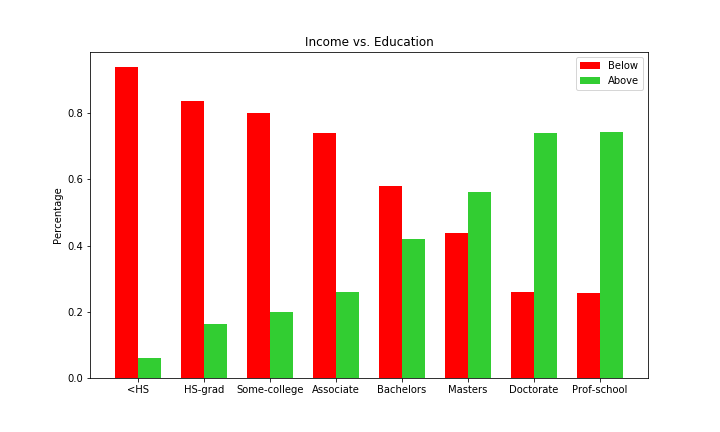 Income vs. Education
Below
Above
Percentage
0.8
0.6
0.4
0.2
0.0
<HS
HS-grad
Some-college
Associate
Bachelors
Masters
Doctorate
Prof-school